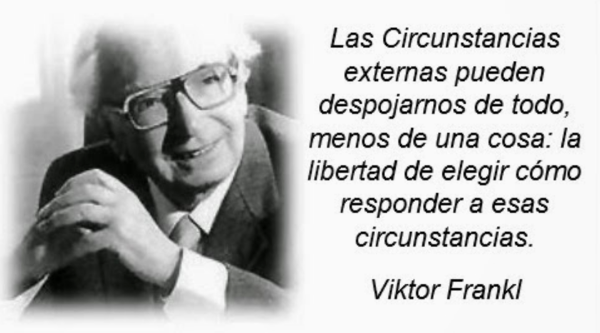 Las Circunstancias
externas pueden
despojarnos de todo,
menos de una cosa: la
libertad de elegir cómo
responder a esas
circunstancias.
Viktor Frankl